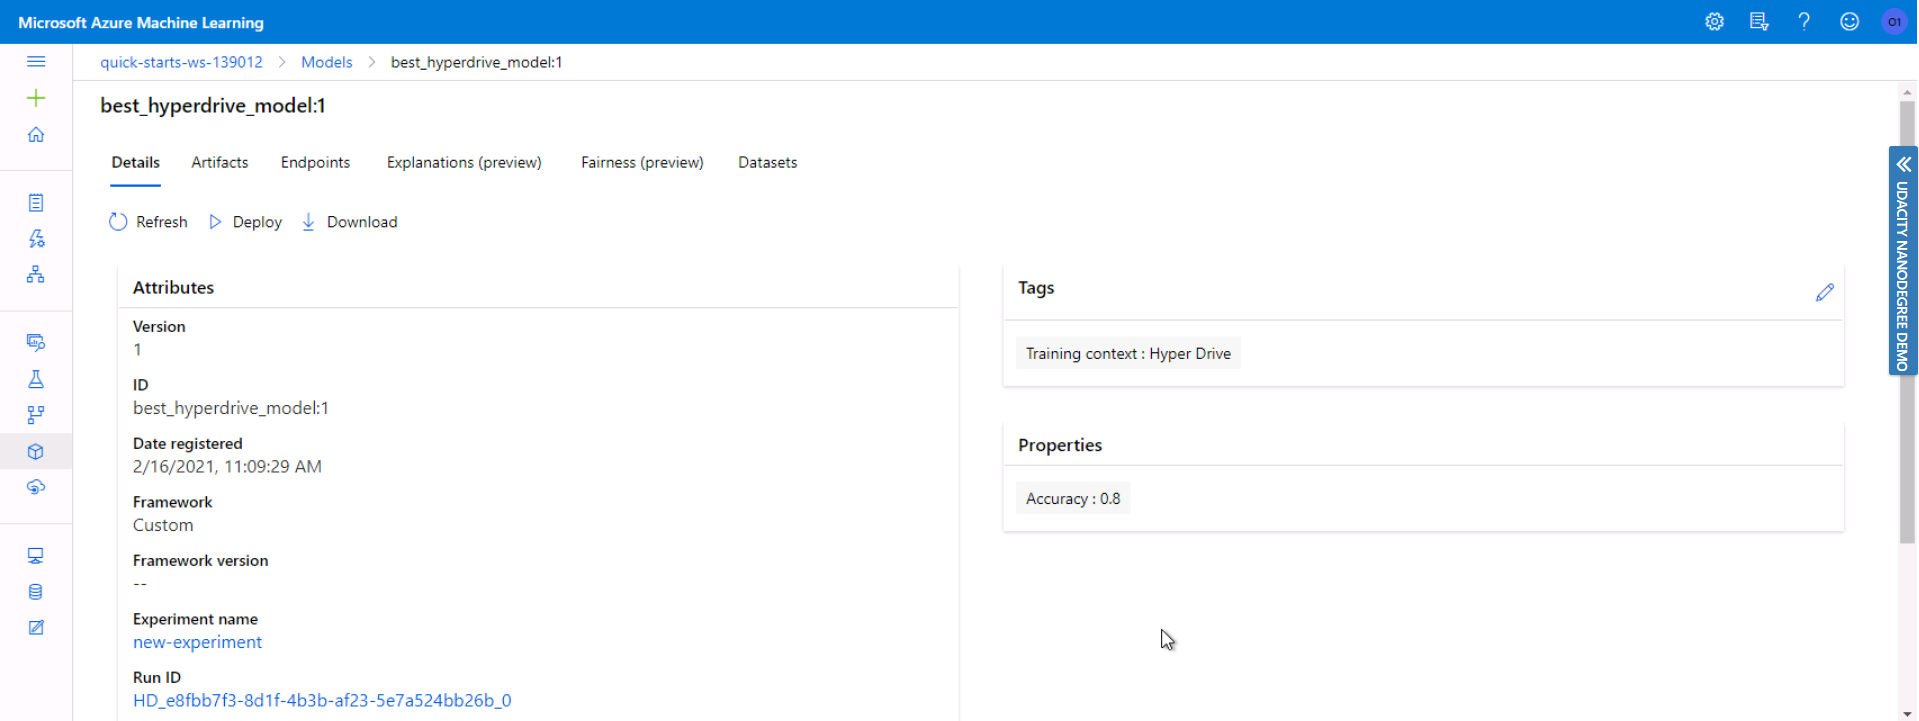 Microsoft Azure Machine Learning
O1
quick-starts-ws-139012 > Models > best_hyperdrive_model:1
best_hyperdrive_model:1
Details Artifacts Endpoints Explanations (preview) Fairness (preview) Datasets
Refresh Deploy Download
Attributes
Version
1
ID
best_hyperdrive_model:1
Date registered
2/16/2021, 11:09:29 AM
Framework
Custom
Framework version
--
Experiment name
new-experiment
Run ID
HD_e8fbb7f3-8d1f-4b3b-af23-5e7a524bb26b_0
Tags
Training context : Hyper Drive
Properties
Accuracy : 0.8
UDACITY NANODEGREE DEMO